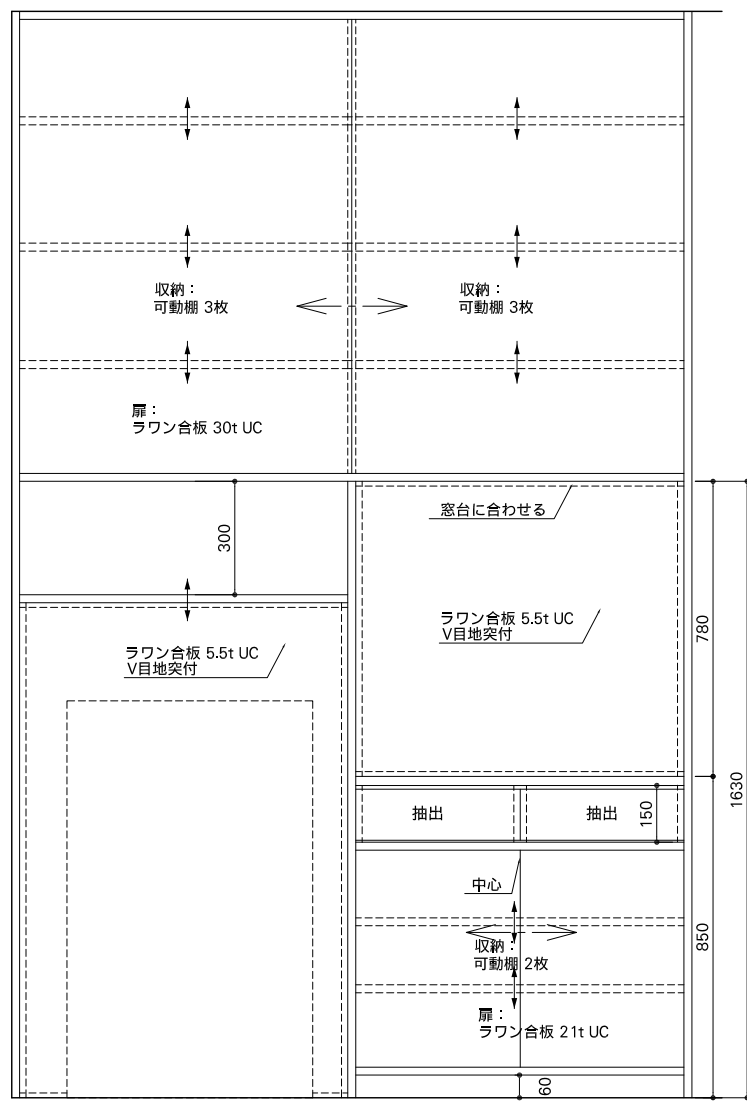 収納：
可動棚 3枚
収納：
可動棚 3枚
扉：
ラワン合板 30t UC
300
窓台に合わせる
ラワン合板 5.5t UC
V目地突付
ラワン合板 5.5t UC
V目地突付
780
1630
抽出
抽出
150
中心
収納：
可動棚 2枚
850
扉：
ラワン合板 21t UC
60